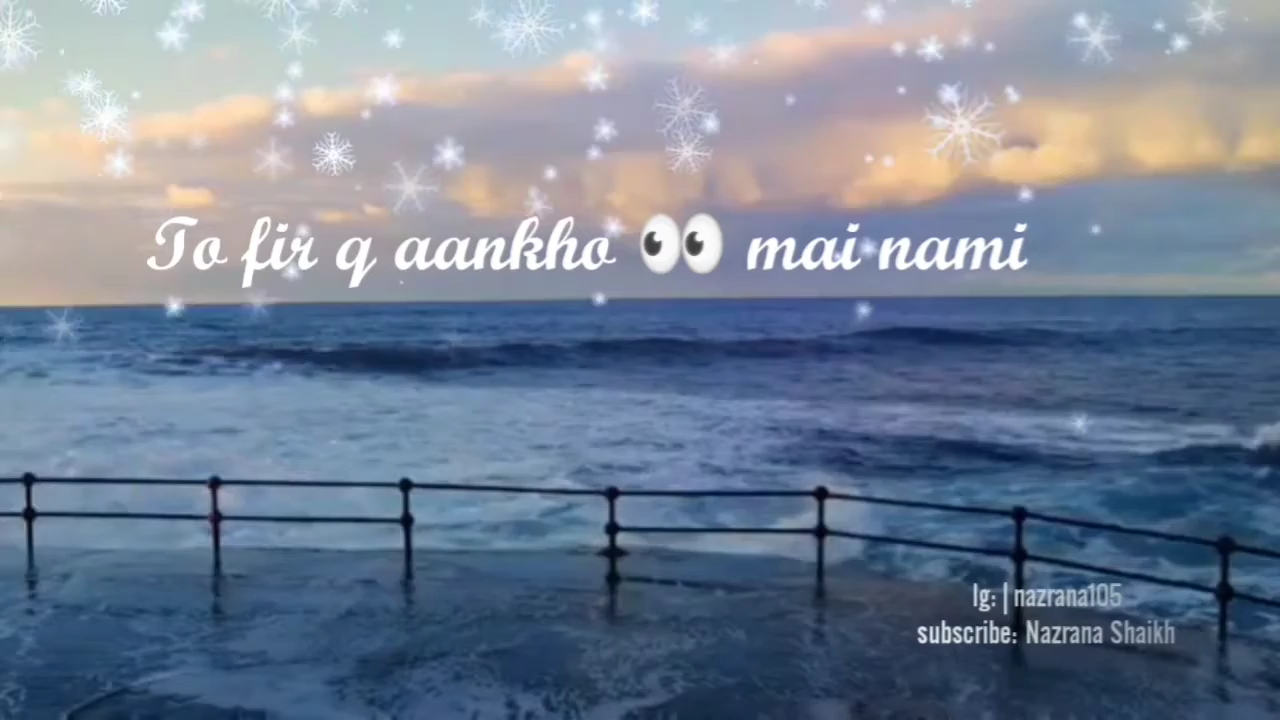 To fir q aankho 👀 mai nami
Ig: | nazrana105
subscribe: Nazrana Shaikh